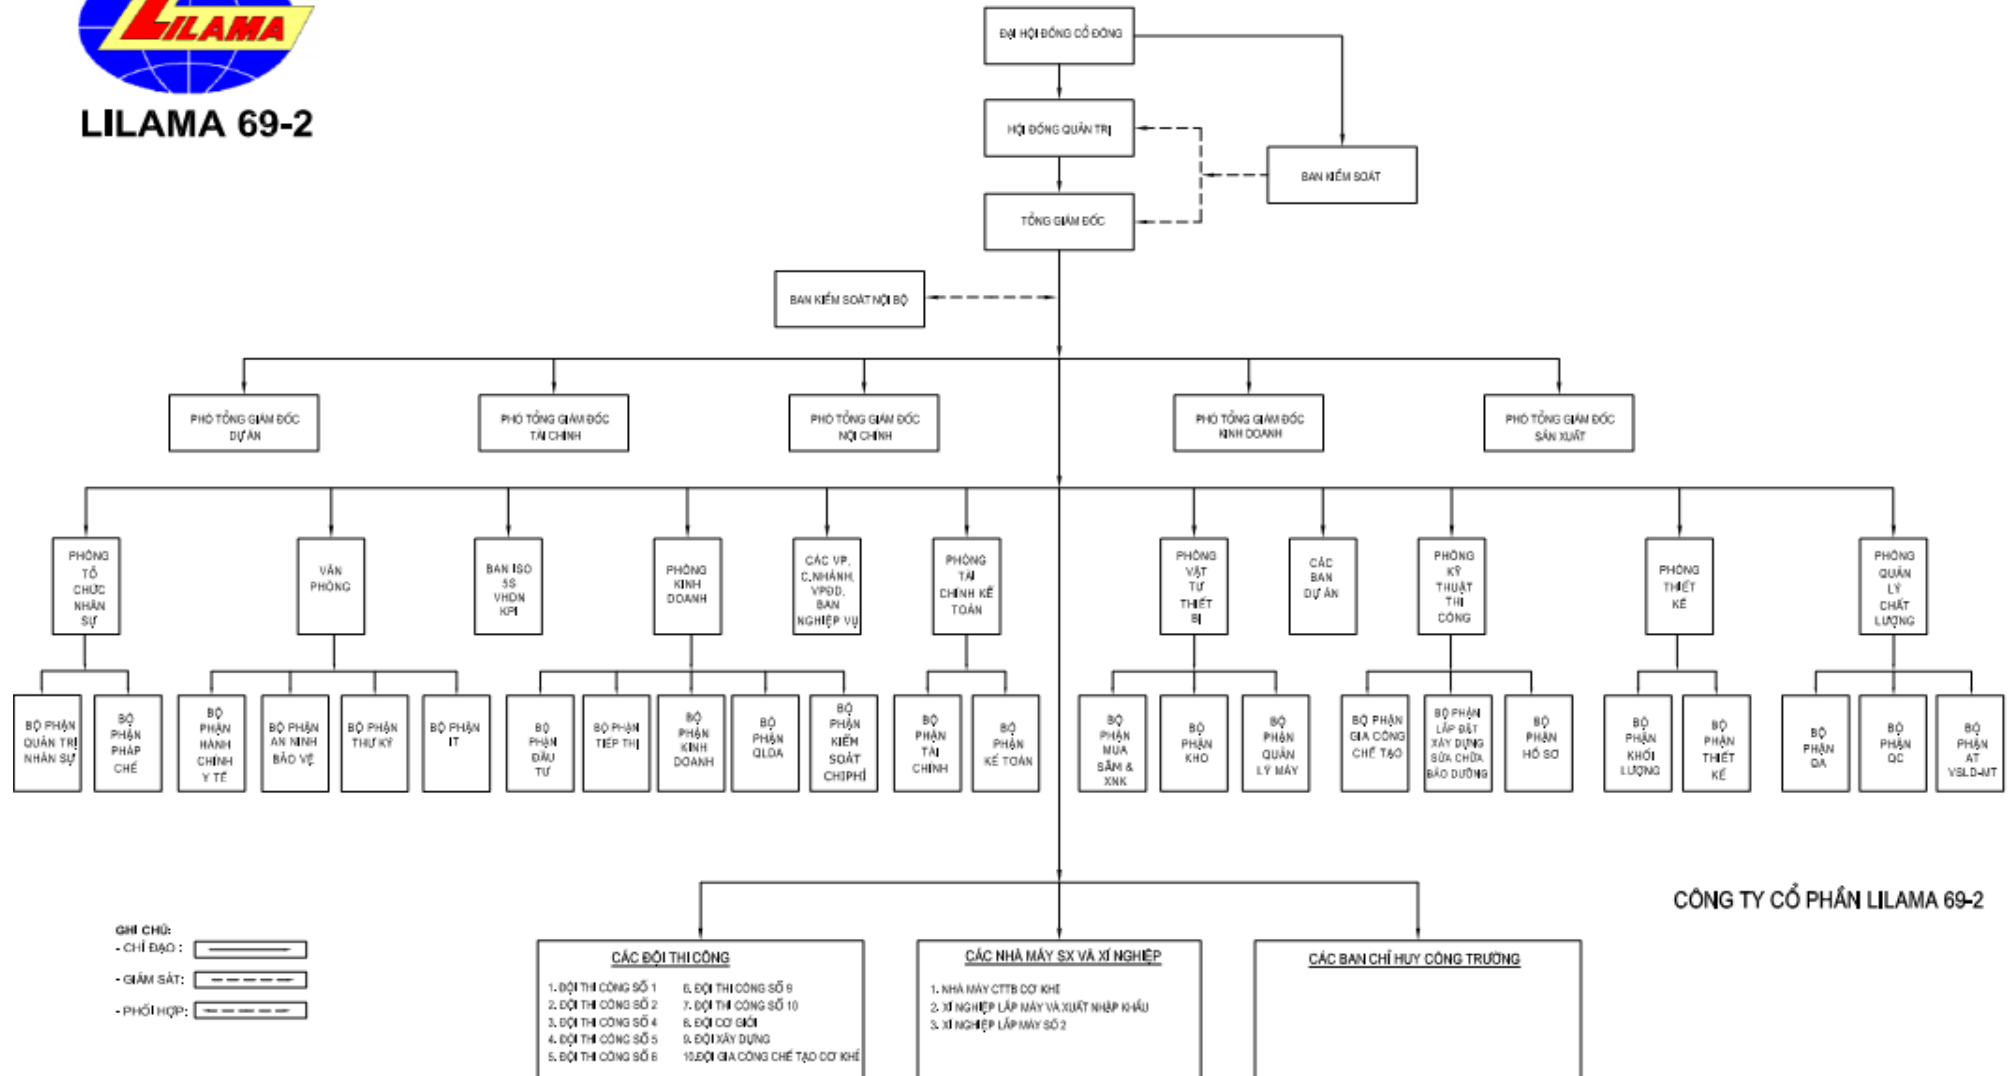 LILAMA
LILAMA 69-2
ĐẠI HỘI ĐỒNG CỔ ĐÔNG
HỘI ĐỒNG QUẢN TRỊ
BAN KIỂM SOÁT
TỔNG GIÁM ĐỐC
BAN KIỂM SOÁT NỘI BỘ
PHÓ TỔNG GIÁM ĐỐC
DỰ ÁN
PHÓ TỔNG GIÁM ĐỐC
TÀI CHÍNH
PHÓ TỔNG GIÁM ĐỐC
NỘI CHÍNH
PHÓ TỔNG GIÁM ĐỐC
KINH DOANH
PHÓ TỔNG GIÁM ĐỐC
SẢN XUẤT
PHÒNG
TỔ
CHỨC
NHÂN
SỰ
VĂN
PHÒNG
BAN ISO
5S
VHDN
KPI
PHÒNG
KINH
DOANH
CÁC VP,
C.NHÁNH,
VPĐD,
BAN
NGHIỆP VỤ
PHÒNG
TÀI
CHÍNH KẾ
TOÁN
PHÒNG
VẬT
TƯ
THIẾT
BỊ
CÁC
BAN
DỰ ÁN
PHÒNG
KỸ
THUẬT
THI
CÔNG
PHÒNG
THIẾT
KẾ
PHÒNG
QUẢN
LÝ
CHẤT
LƯỢNG
BỘ PHẬN
QUẢN TRỊ
NHÂN SỰ
BỘ
PHẬN
PHÁP
CHẾ
BỘ
PHẬN
HÀNH
CHÍNH
Y TẾ
BỘ PHẬN
AN NINH
BẢO VỆ
BỘ PHẬN
THƯ KÝ
BỘ PHẬN
IT
BỘ
PHẬN
ĐẦU
TƯ
BỘ PHẬN
TIẾP THỊ
BỘ
PHẬN
KINH
DOANH
BỘ
PHẬN
QLDA
BỘ
PHẬN
KIỂM
SOÁT
CHIPHÍ
BỘ
PHẬN
TÀI
CHÍNH
BỘ
PHẬN
KẾ TOÁN
BỘ
PHẬN
MUA
SẮM &
XNK
BỘ
PHẬN
KHO
BỘ
PHẬN
QUẢN
LÝ MÁY
BỘ PHẬN
GIA CÔNG
CHẾ TẠO
BỘ PHẬN
LẮP ĐẶT
XÂY DỰNG
SỬA CHỮA
BẢO DƯỠNG
BỘ
PHẬN
HỒ SƠ
BỘ
PHẬN
KHỐI
LƯỢNG
BỘ
PHẬN
THIẾT
KẾ
BỘ
PHẬN
QA
BỘ
PHẬN
QC
BỘ
PHẬN
AT
VSLD-MT
CÔNG TY CỔ PHẦN LILAMA 69-2
GHI CHÚ:
- CHỈ ĐẠO :
- GIÁM SÁT:
- PHỐI HỢP:
CÁC ĐỘI THI CÔNG
1. ĐỘI THI CÔNG SỐ 1
2. ĐỘI THI CÔNG SỐ 2
3. ĐỘI THI CÔNG SỐ 4
4. ĐỘI THI CÔNG SỐ 5
5. ĐỘI THI CÔNG SỐ 8
6. ĐỘI THI CÔNG SỐ 9
7. ĐỘI THI CÔNG SỐ 10
8. ĐỘI CƠ GIỚI
9. ĐỘI XÂY DỰNG
10.ĐỘI GIA CÔNG CHẾ TẠO CƠ KHÍ
CÁC NHÀ MÁY SX VÀ XÍ NGHIỆP
1. NHÀ MÁY CTTB CƠ KHÍ
2. XÍ NGHIỆP LẮP MÁY VÀ XUẤT NHẬP KHẨU
3. XÍ NGHIỆP LẮP MÁY SỐ 2
CÁC BAN CHỈ HUY CÔNG TRƯỜNG